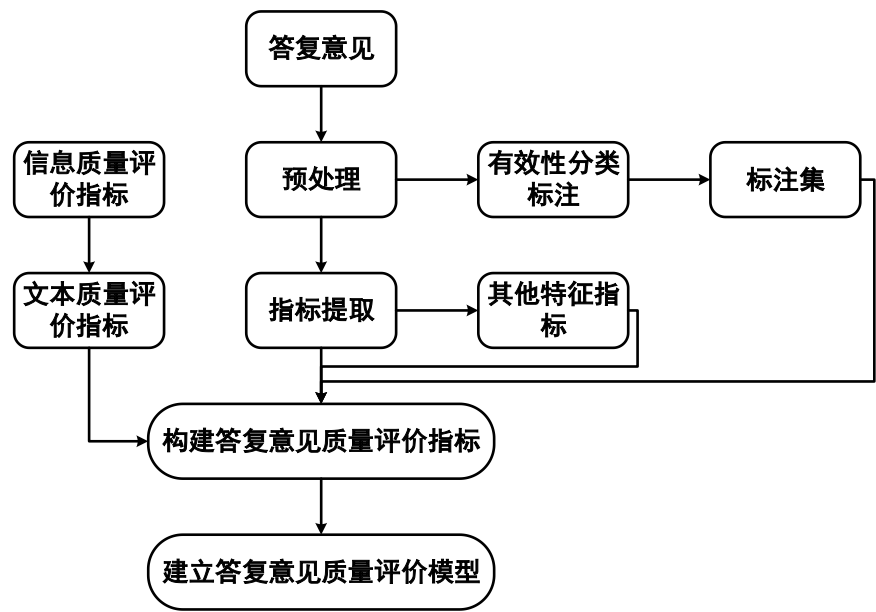 答复意见
信息质量评
价指标
预处理
有效性分类
标注
标注集
文本质量评
价指标
指标提取
其他特征指
标
构建答复意见质量评价指标
建立答复意见质量评价模型